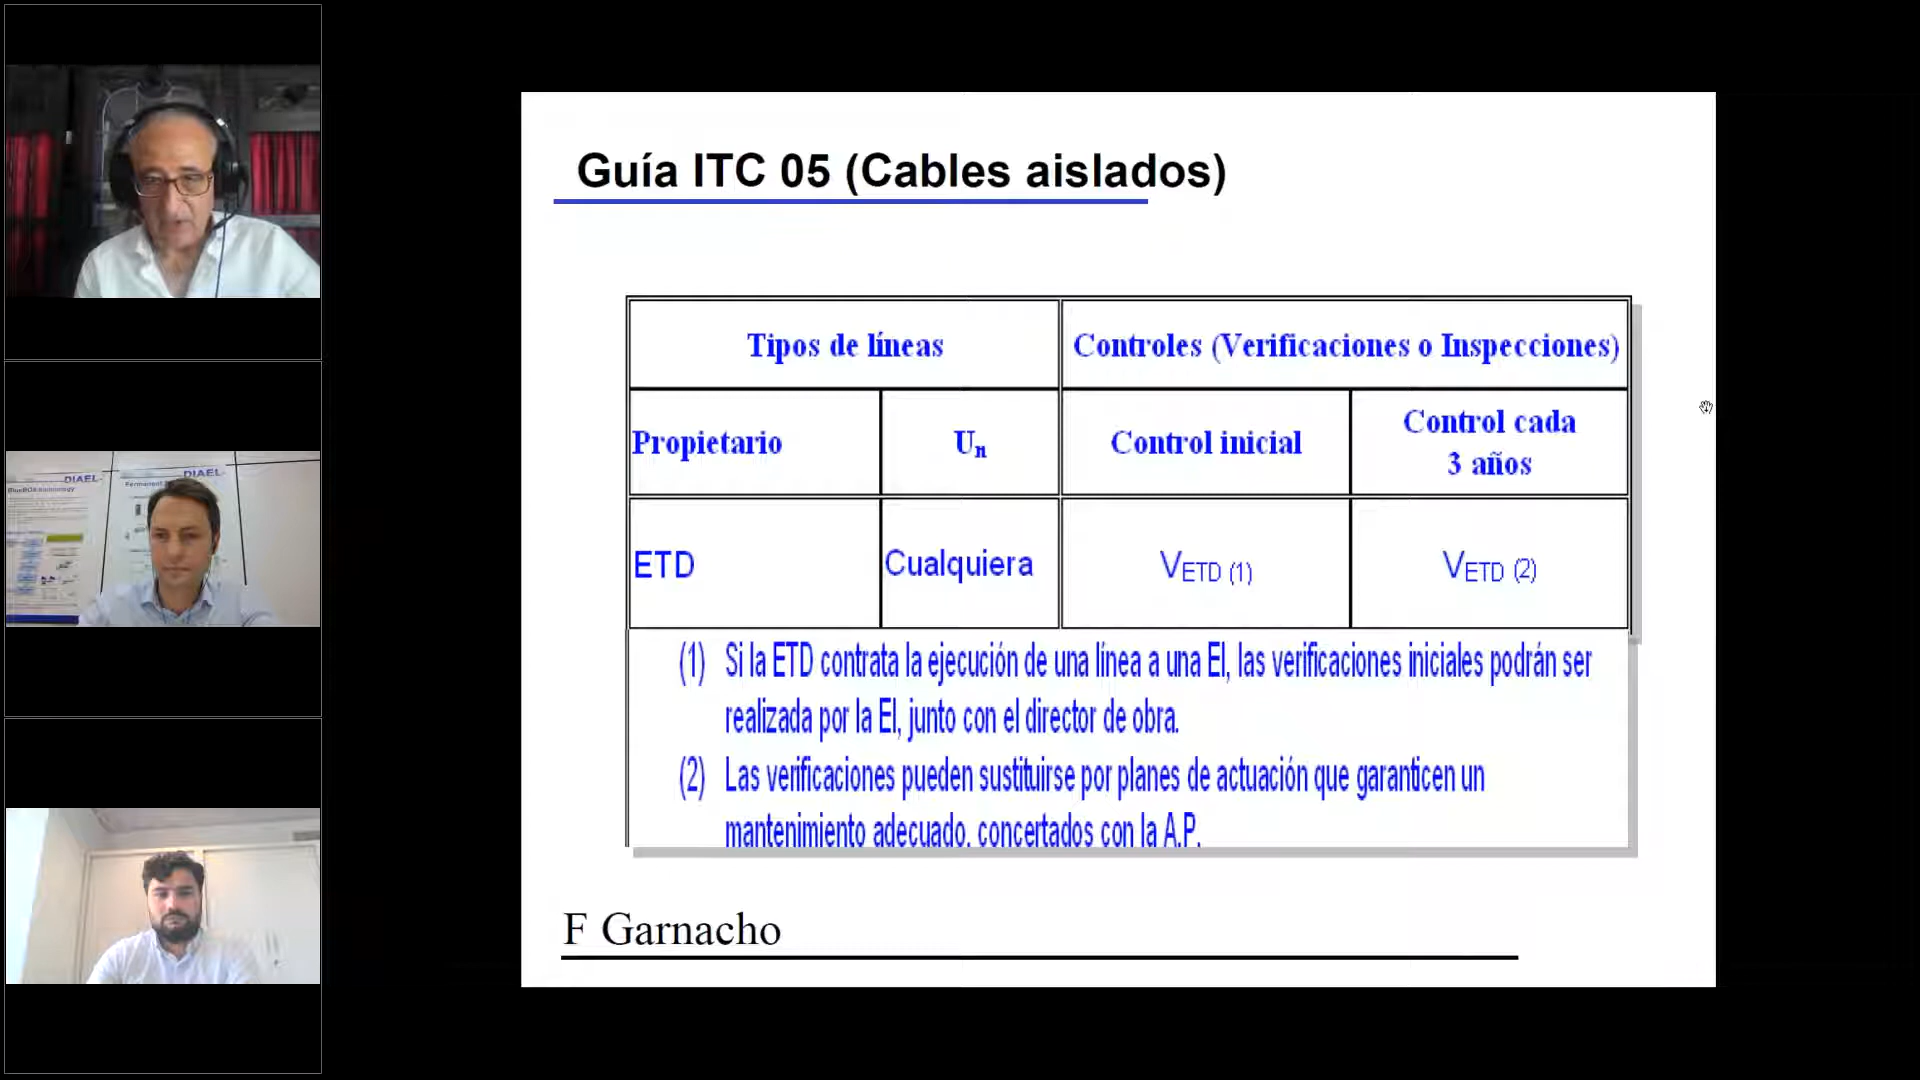 Guía ITC 05 (Cables aislados)
Tipos de líneas
Controles (Verificaciones o Inspecciones)
Propietario
Un
Control inicial
Control cada
3 años
ETD
Cualquiera
VETD (1)
VETD (2)
(1) Si la ETD contrata la ejecución de una línea a una EI, las verificaciones iniciales podrán ser
realizada por la EI, junto con el director de obra.
(2) Las verificaciones pueden sustituirse por planes de actuación que garanticen un
mantenimiento adecuado, concertados con la A.P.
F Garnacho
DIAEL
DIAEL
Permanent